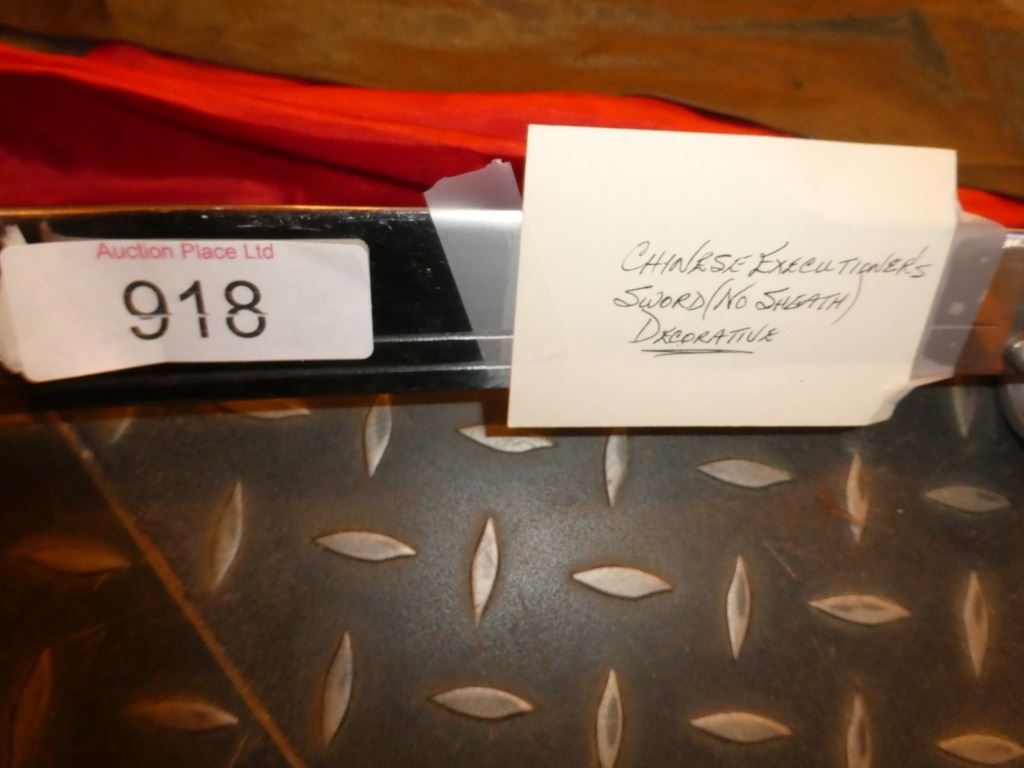 Auction Place Ltd
918
CHINESE EXECUTIONER'S
SWORD (NO SHEATH)
DECORATIVE